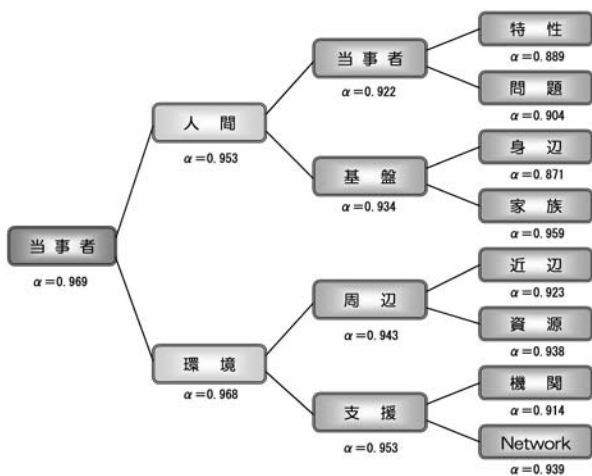 特性
α=0.889
当事者
α=0.922
問題
α=0.904
人間
α=0.953
身辺
α=0.871
基盤
α=0.934
家族
α=0.959
当事者
α=0.969
近辺
α=0.923
周辺
α=0.943
資源
α=0.938
環境
α=0.968
機関
α=0.914
支援
α=0.953
Network
α=0.939